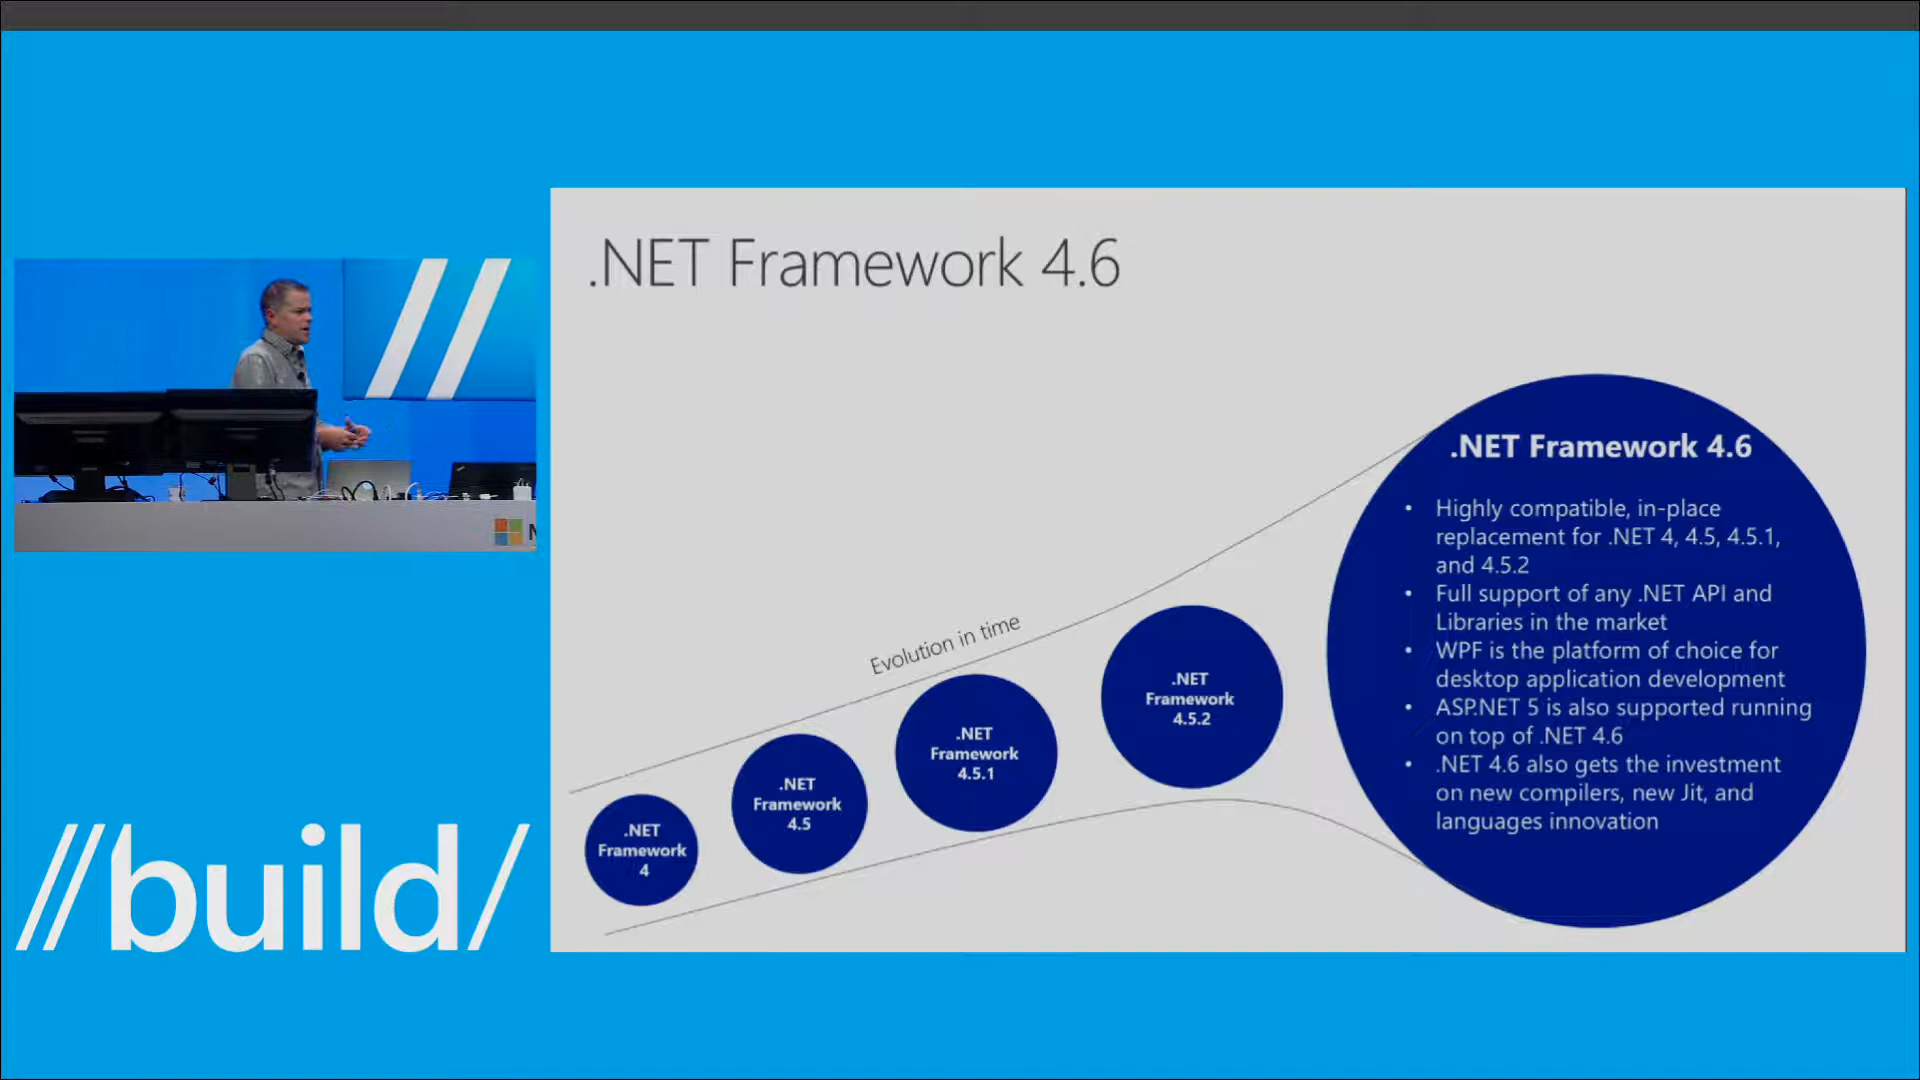 .NET Framework 4.6
Evolution in time
.NET
Framework
4
.NET
Framework
4.5
.NET
Framework
4.5.1
.NET
Framework
4.5.2
.NET Framework 4.6
• Highly compatible, in-place
replacement for .NET 4, 4.5, 4.5.1,
and 4.5.2
• Full support of any .NET API and
Libraries in the market
• WPF is the platform of choice for
desktop application development
• ASP.NET 5 is also supported running
on top of .NET 4.6
• .NET 4.6 also gets the investment
on new compilers, new Jit, and
languages innovation
//
//build/